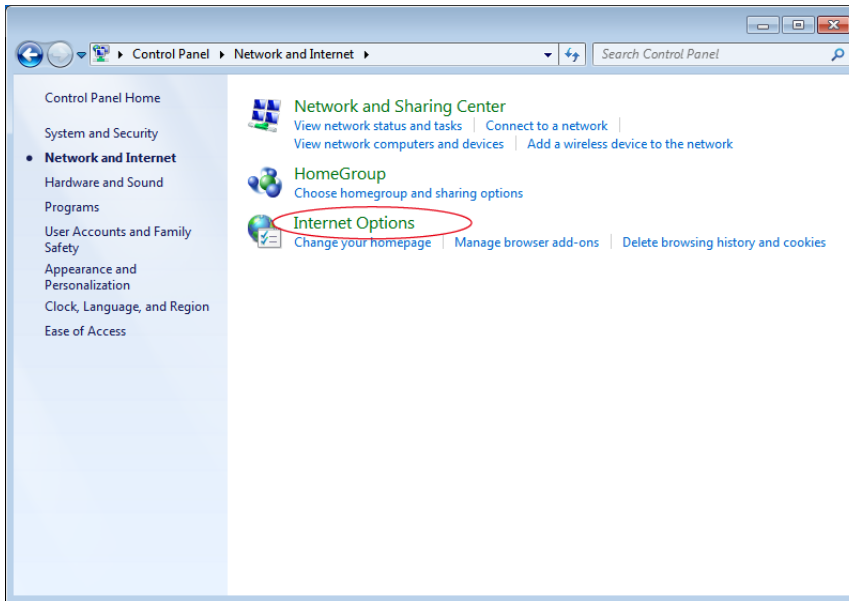 Control Panel Network and Internet Search Control Panel
Control Panel Home
System and Security
Network and Internet
Hardware and Sound
Programs
User Accounts and Family
Safety
Appearance and
Personalization
Clock, Language, and Region
Ease of Access
Network and Sharing Center
View network status and tasks Connect to a network
View network computers and devices Add a wireless device to the network
HomeGroup
Choose homegroup and sharing options
Internet Options
Change your homepage Manage browser add-ons Delete browsing history and cookies